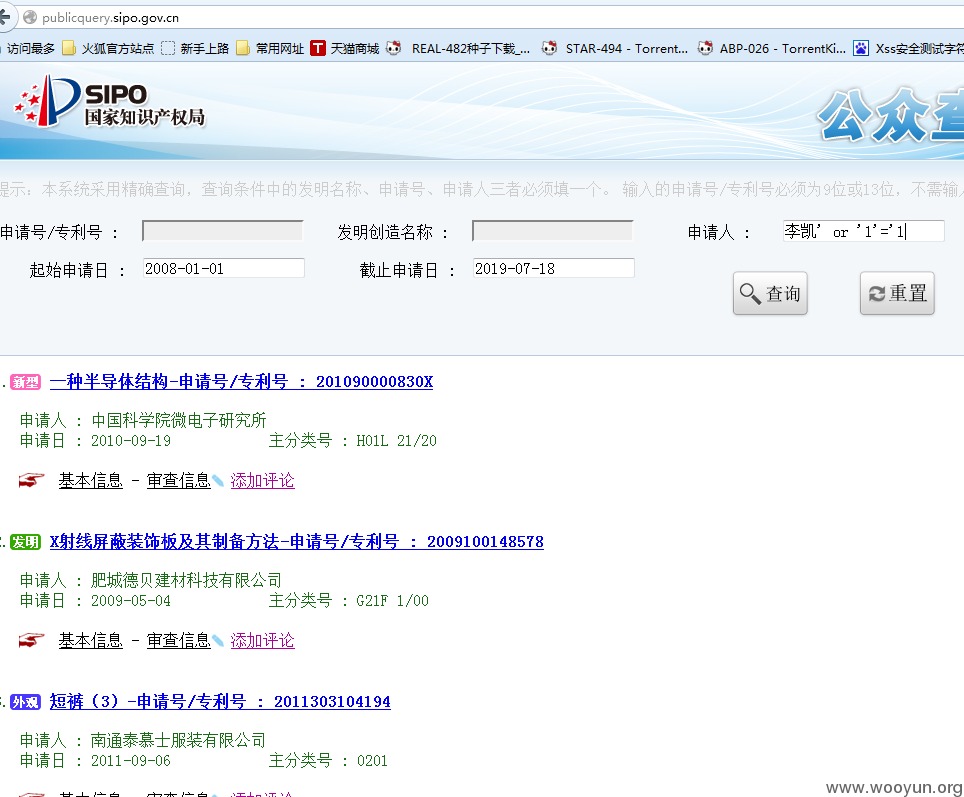 publicquery.sipo.gov.cn
访问最多 火狐官方站点 新手上路 常用网址 T 天猫商城 REAL-482种子下载_... STAR-494 - Torrent... ABP-026 - TorrentKi... Xss安全测试字符
SIPO
国家知识产权局
公众查
提示：本系统采用精确查询，查询条件中的发明名称、申请号、申请人三者必须填一个。 输入的申请号/专利号必须为9位或13位，不需输入
申请号/专利号 ： 发明创造名称 ： 申请人 ： 李凯' or '1'='1
起始申请日 ： 2008-01-01 截止申请日 ： 2019-07-18
查询 重置
新型 一种半导体结构-申请号/专利号 ： 201090000830X
申请人 ：中国科学院微电子研究所
申请日 ：2010-09-19 主分类号 ：H01L 21/20
基本信息 - 审查信息 添加评论
发明 X射线屏蔽装饰板及其制备方法-申请号/专利号 ： 2009100148578
申请人 ：肥城德贝建材科技有限公司
申请日 ：2009-05-04 主分类号 ：G21F 1/00
基本信息 - 审查信息 添加评论
外观 短裤（3）-申请号/专利号 ： 2011303104194
申请人 ：南通泰慕士服装有限公司
申请日 ：2011-09-06 主分类号 ：0201
基本信息 - 审查信息 添加评论
www.wooyun.org